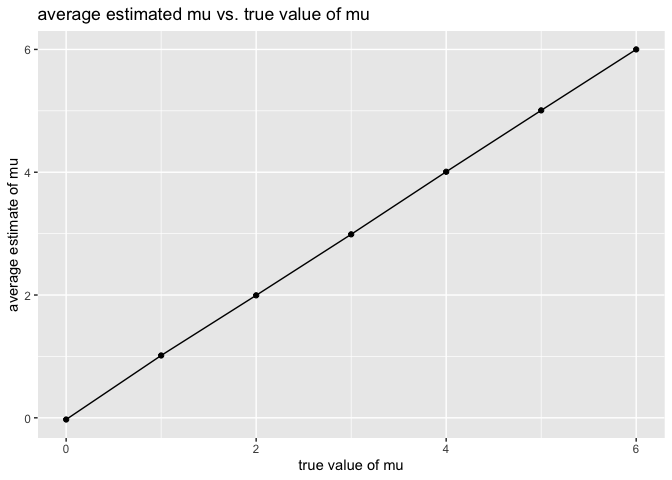 average estimated mu vs. true value of mu
6
4
2
0
average estimate of mu
0 2 4 6
true value of mu